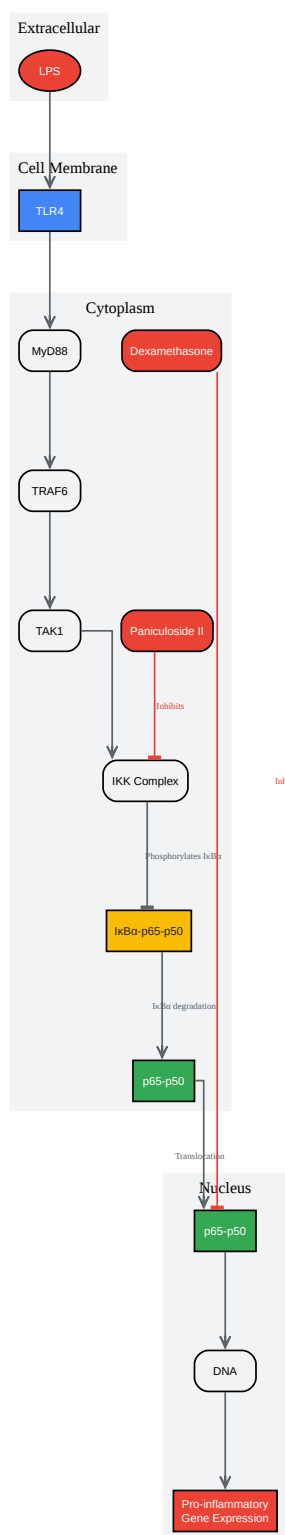 Extracellular
LPS
Cell Membrane
TLR4
Cytoplasm
MyD88
Dexamethasone
TRAF6
TAK1
Paniculoside II
Inhibits
IKK Complex
Phosphorylates IκBα
IκBα-p65-p50
IκBα degradation
p65-p50
Translocation
Nucleus
p65-p50
DNA
Pro-inflammatory
Gene Expression